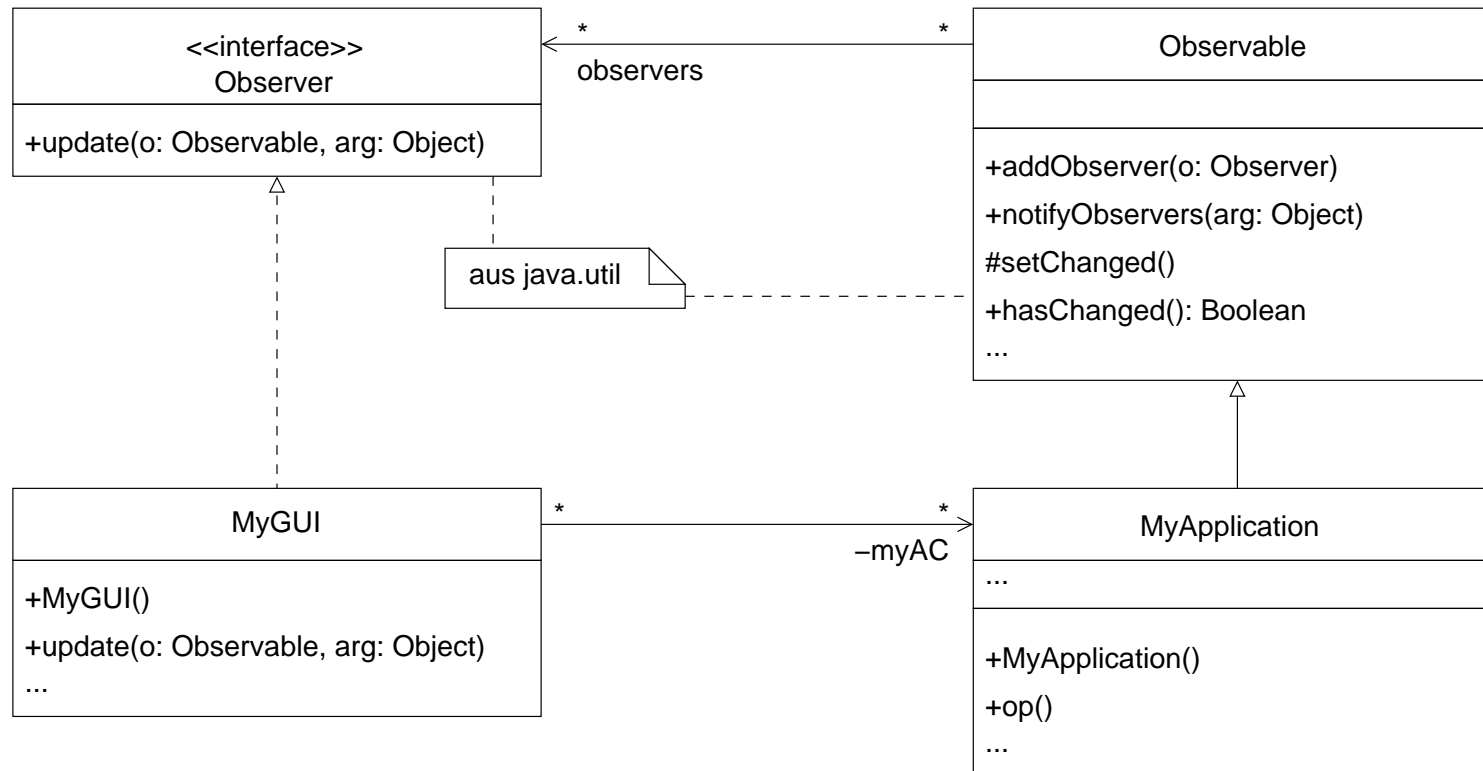 <<interface>>
Observer
+update(o: Observable, arg: Object)
*
*
observers
Observable
+addObserver(o: Observer)
+notifyObservers(arg: Object)
#setChanged()
+hasChanged(): Boolean
...
aus java.util
MyGUI
+MyGUI()
+update(o: Observable, arg: Object)
...
*
*
–myAC
MyApplication
...
+MyApplication()
+op()
...